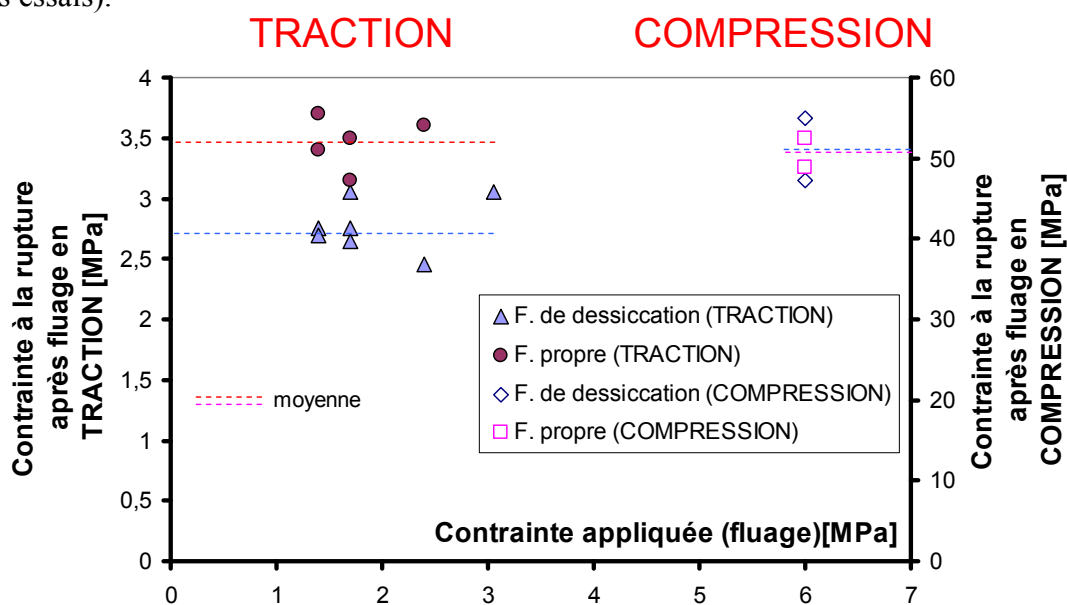 s essais).
TRACTION COMPRESSION
Contrainte à la rupture
après fluage en
TRACTION [MPa]
4
3,5
3
2,5
2
1,5
1
0,5
0
F. de dessiccation (TRACTION)
F. propre (TRACTION)
F. de dessiccation (COMPRESSION)
F. propre (COMPRESSION)
moyenne
Contrainte appliquée (fluage)[MPa]
0 1 2 3 4 5 6 7
60
50
40
30
20
10
0
Contrainte à la rupture
après fluage en
COMPRESSION [MPa]